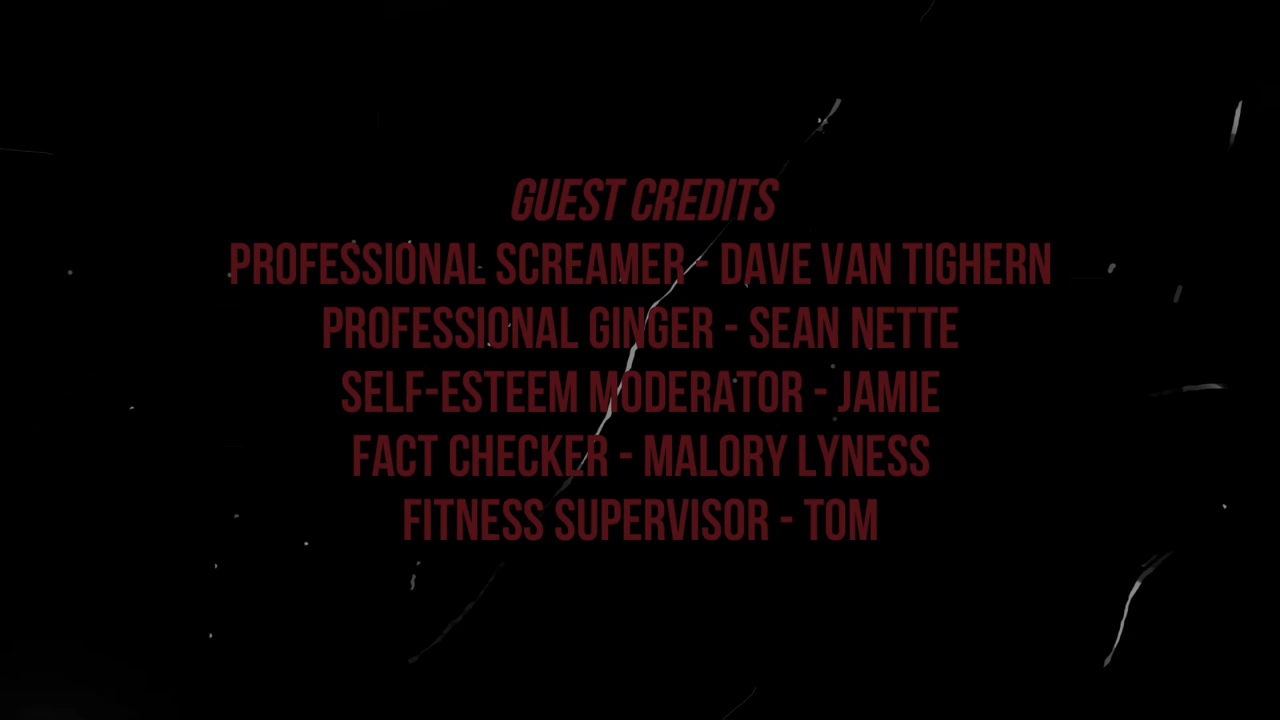 GUEST CREDITS
PROFESSIONAL SCREAMER - DAVE VAN TIGHERN
PROFESSIONAL GINGER - SEAN NETTE
SELF-ESTEEM MODERATOR - JAMIE
FACT CHECKER - MALORY LYNESS
FITNESS SUPERVISOR - TOM